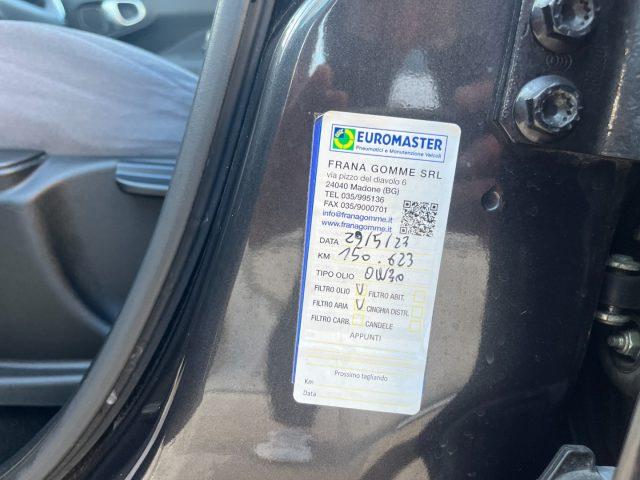 EUROMASTER
Pneumatici e Manutenzione Veicoli
FRANA GOMME SRL
via pizzo del diavolo 6
24040 Madone (BG)
TEL 035/995136
FAX 035/9000701
info@franagomme.it
www.franagomme.it
DATA 29/5/23
KM 150.623
TIPO OLIO 0W30
FILTRO OLIO V FILTRO ABIT.
FILTRO ARIA V CINGHIA DISTR.
FILTRO CARB. CANDELE
APPUNTI
Prossimo tagliando
Km
Data